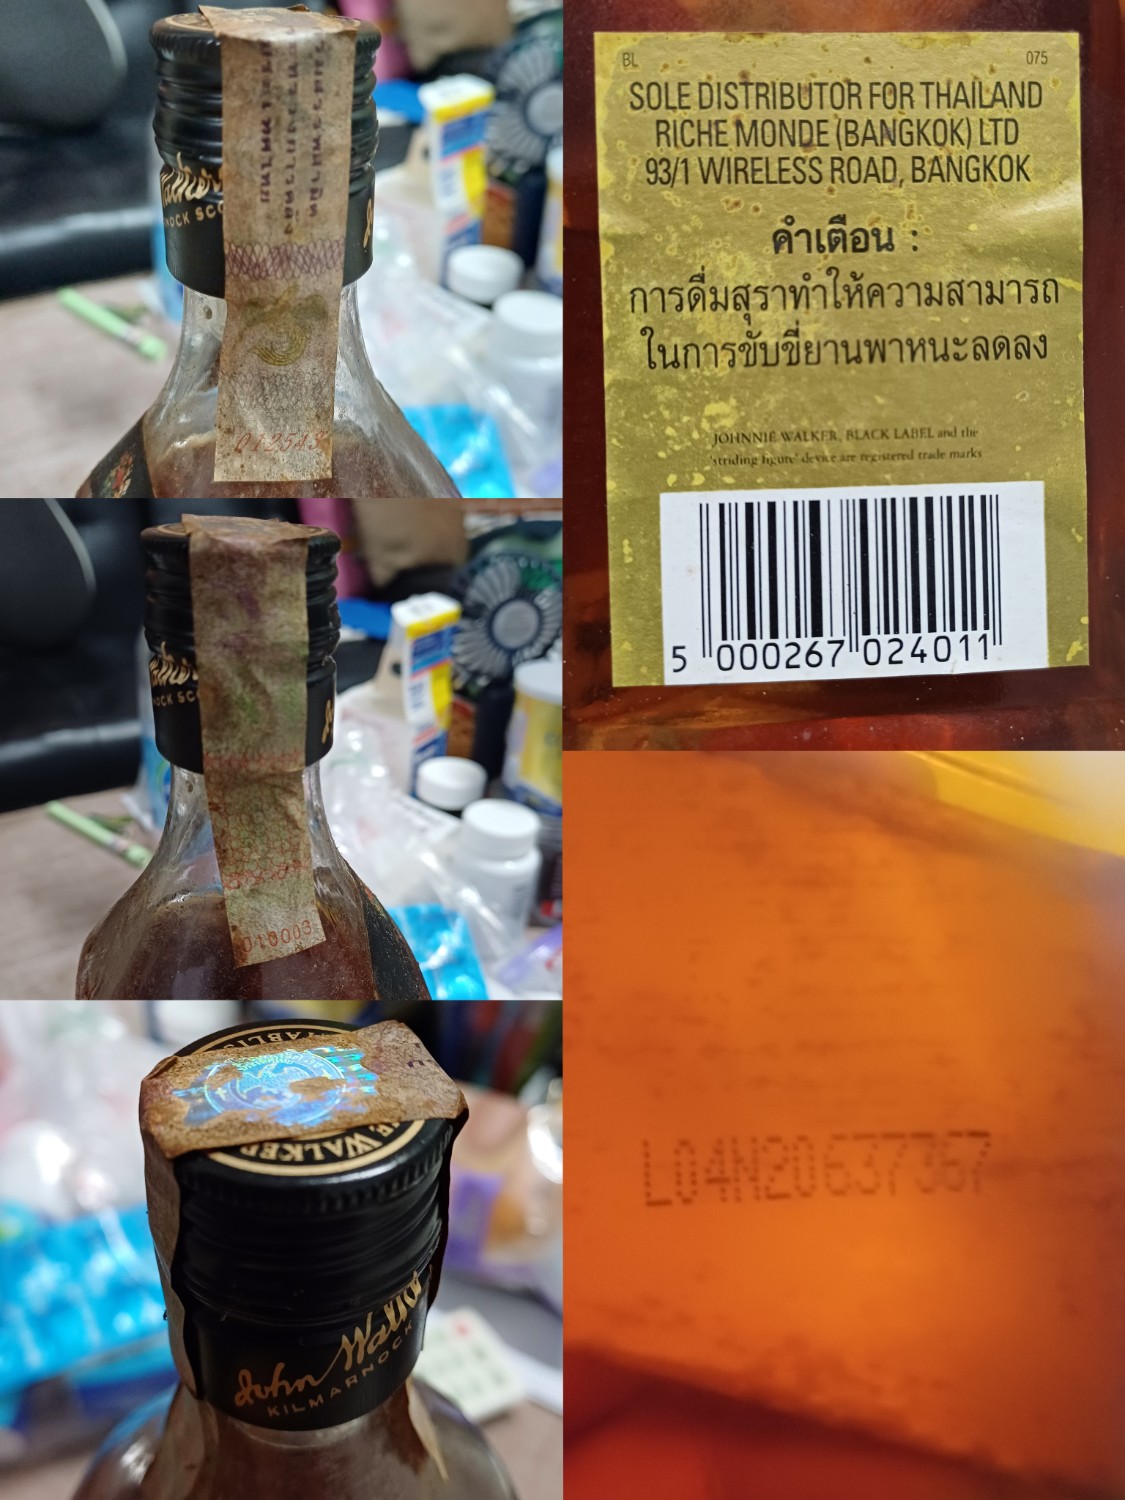 SCO
012543
018003
WALKER
John Walker
KILMARNOCK
BL 075
SOLE DISTRIBUTOR FOR THAILAND
RICHE MONDE (BANGKOK) LTD
93/1 WIRELESS ROAD, BANGKOK
คำเตือน :
การดื่มสุราทำให้ความสามารถ
ในการขับขี่ยานพาหนะลดลง
JOHNNIE WALKER, BLACK LABEL and the
'striding figure' device are registered trade marks
5 000267 024011
L04N20637367